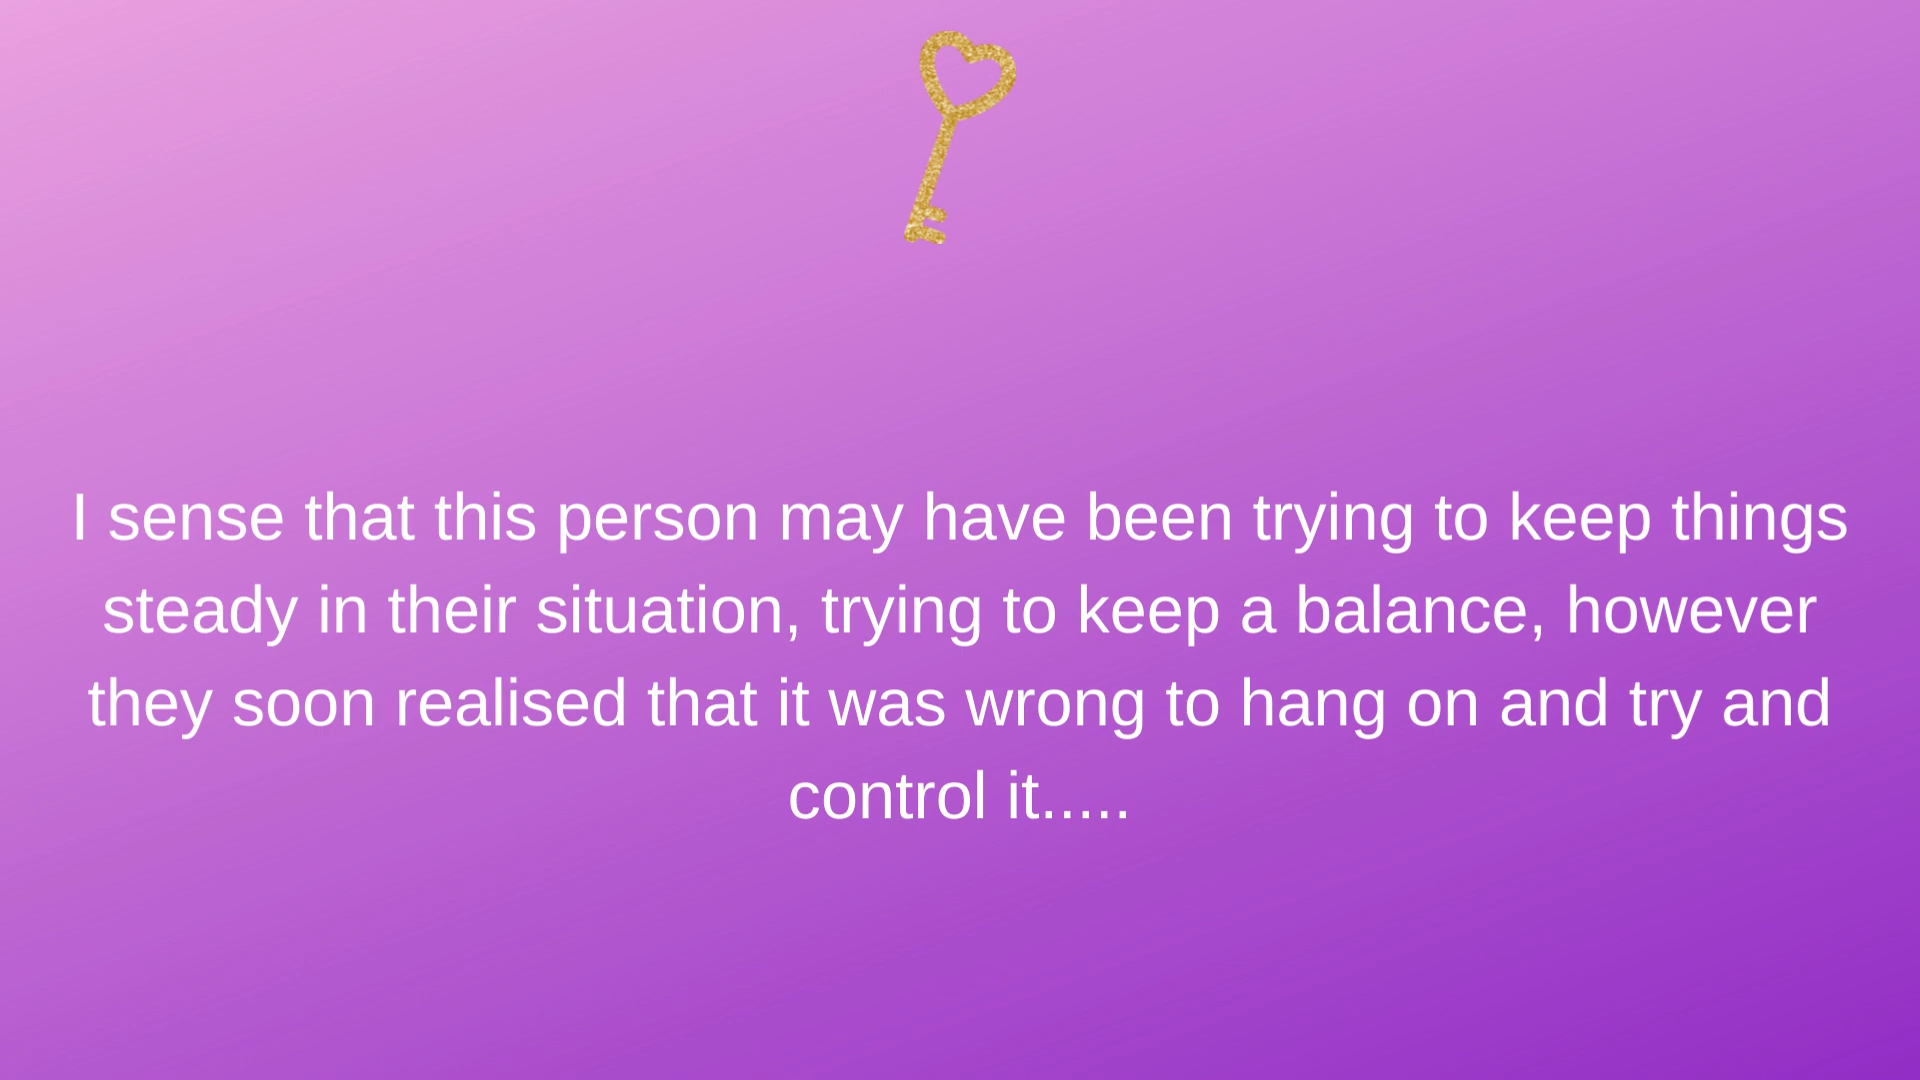 I sense that this person may have been trying to keep things
steady in their situation, trying to keep a balance, however
they soon realised that it was wrong to hang on and try and
control it.....